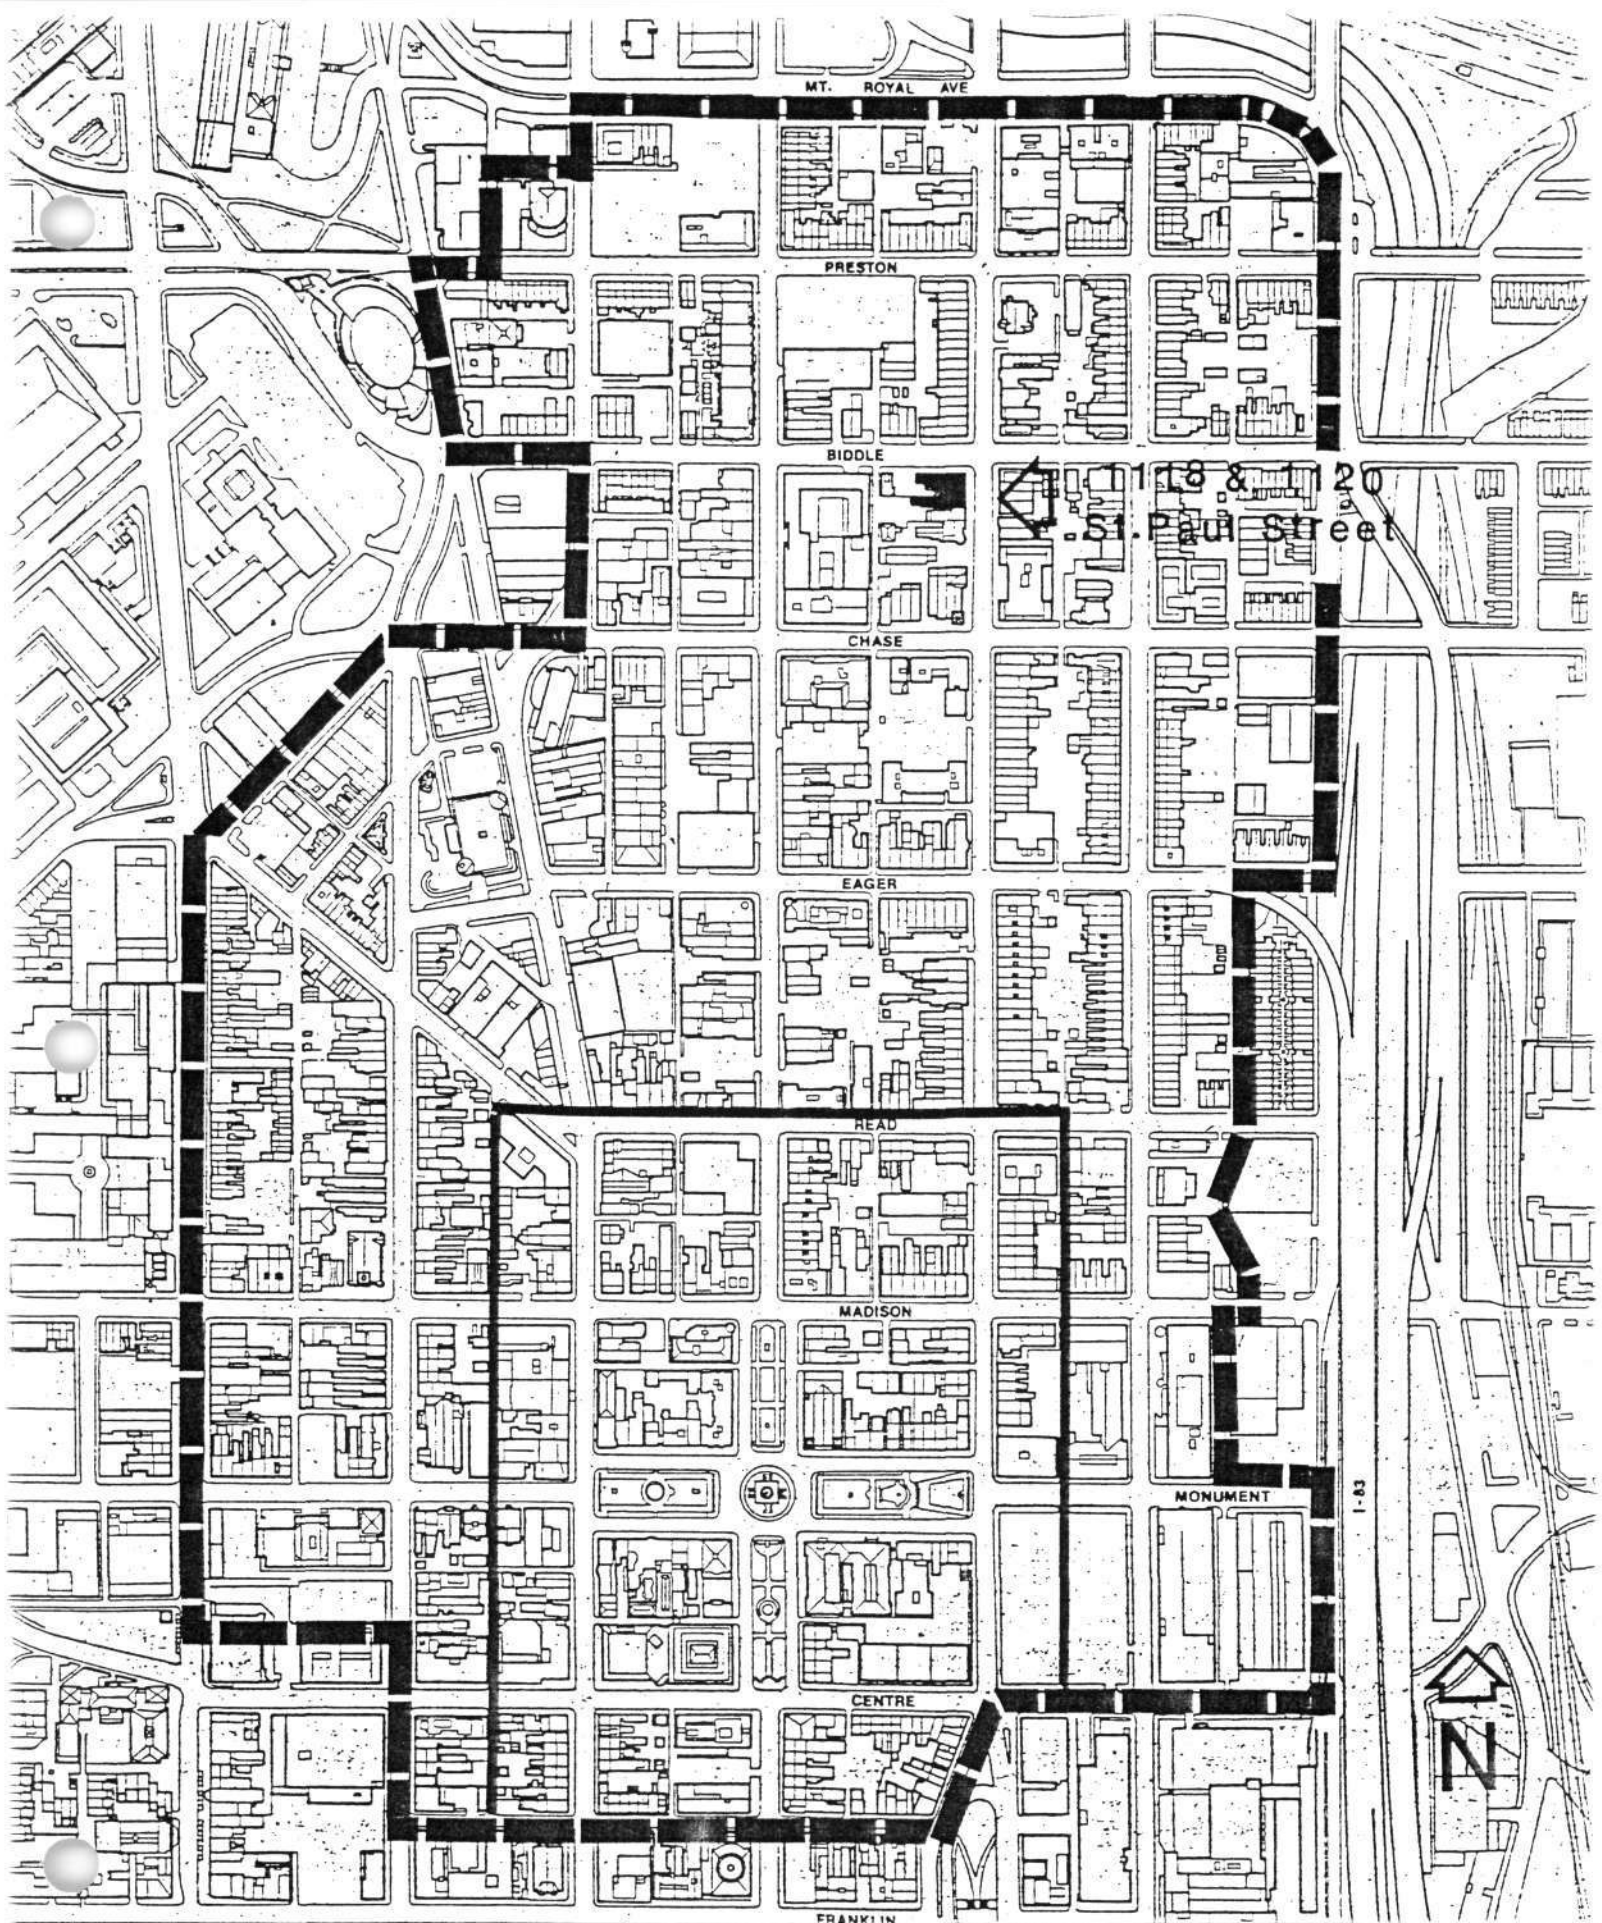 MT. ROYAL AVE
PRESTON
BIDDLE
1118 & 1120
St.Paul Street
CHASE
EAGER
READ
MADISON
MONUMENT
I-83
CENTRE
N
FRANKLIN